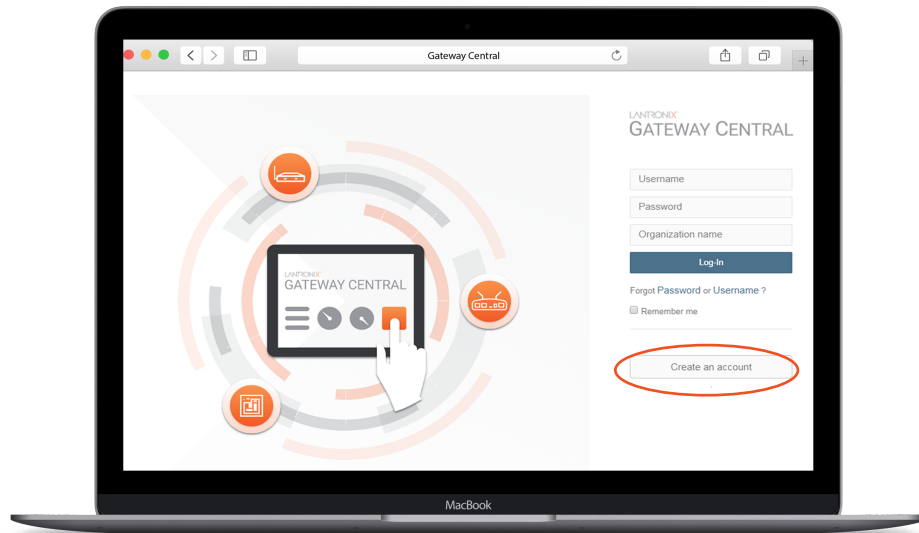 Gateway Central
LANTRONIX
GATEWAY CENTRAL
Username
Password
Organization name
Log-In
Forgot Password or Username ?
Remember me
Create an account
LANTRONIX
GATEWAY CENTRAL
MacBook